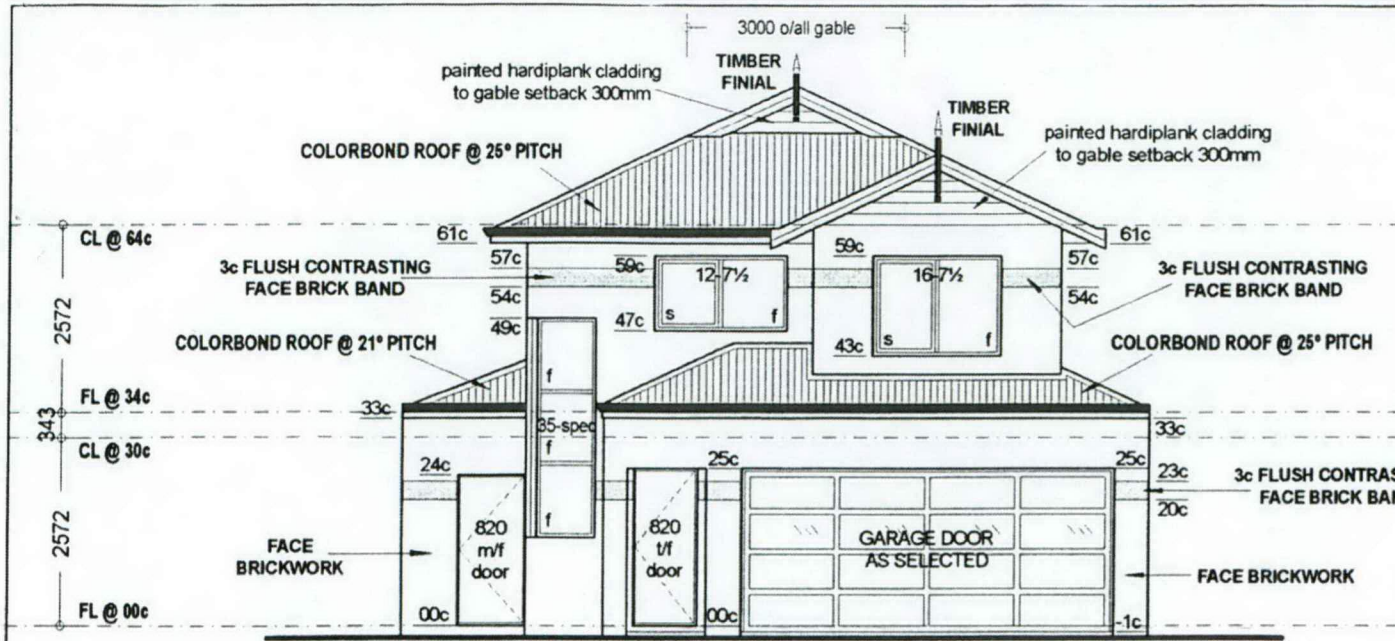 3000 o/all gable
TIMBER
FINIAL
painted hardiplank cladding
to gable setback 300mm
TIMBER
FINIAL
painted hardiplank cladding
to gable setback 300mm
COLORBOND ROOF @ 25° PITCH
CL @ 64c
61c
61c
57c
59c
12-7½
59c
16-7½
57c
3c FLUSH CONTRASTING
FACE BRICK BAND
3c FLUSH CONTRASTING
FACE BRICK BAND
54c
54c
2572
49c
47c
s
f
43c
s
f
COLORBOND ROOF @ 21° PITCH
COLORBOND ROOF @ 25° PITCH
f
FL @ 34c
33c
33c
343
35-spec
f
CL @ 30c
24c
25c
25c
23c
20c
3c FLUSH CONTRAS
FACE BRICK BA
2572
f
820
m/f
door
820
t/f
door
GARAGE DOOR
AS SELECTED
FACE
BRICKWORK
FACE BRICKWORK
FL @ 00c
00c
00c
-1c